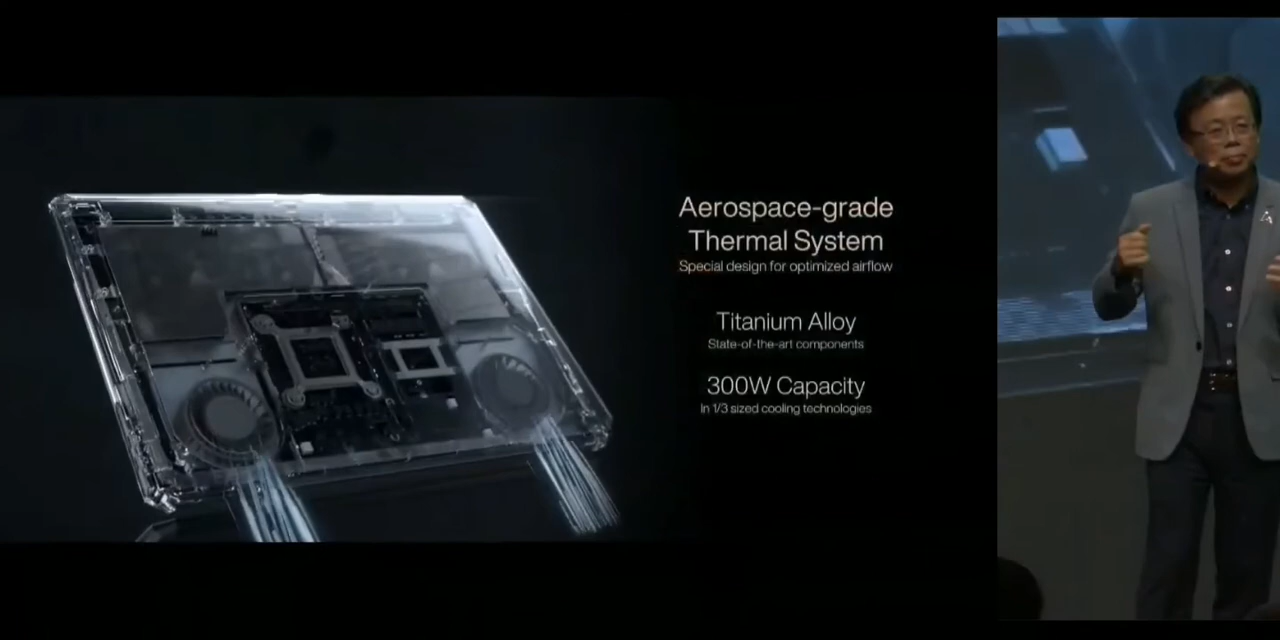 Aerospace-grade
Thermal System
Special design for optimized airflow
Titanium Alloy
State-of-the-art components
300W Capacity
In 1/3 sized cooling technologies